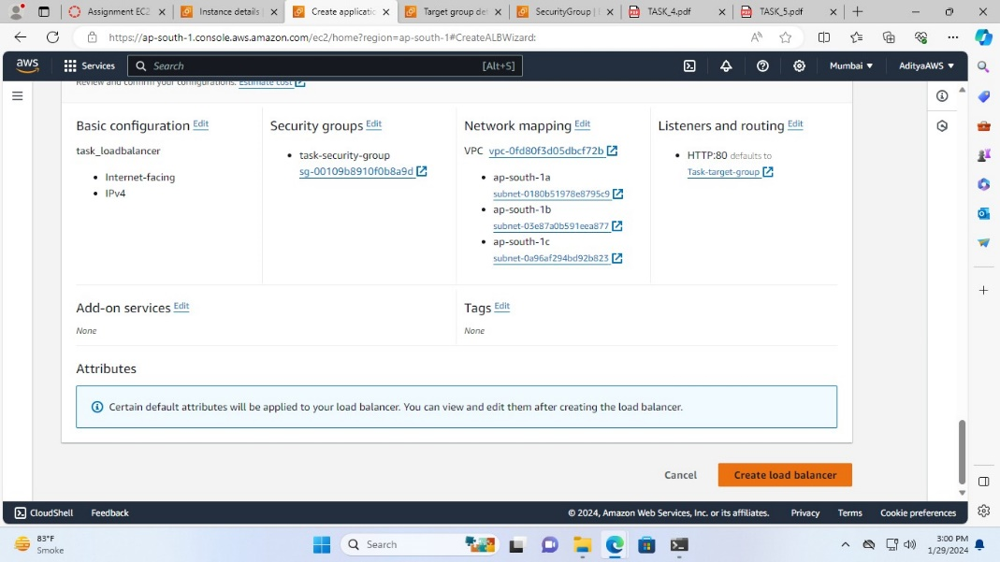 Assignment EC2
Instance details |
Create applicatio
Target group det
SecurityGroup |
TASK_4.pdf
TASK_5.pdf
https://ap-south-1.console.aws.amazon.com/ec2/home?region=ap-south-1#CreateALBWizard:
aws
Services
Search
[Alt+S]
Mumbai
AdityaAWS
Review and confirm your configurations. Estimate cost
Basic configuration Edit
task_loadbalancer
• Internet-facing
• IPv4
Security groups Edit
• task-security-group
sg-00109b8910f0b8a9d
Network mapping Edit
VPC vpc-0fd80f3d05dbcf72b
• ap-south-1a
subnet-0180b51978e8795c9
• ap-south-1b
subnet-03e87a0b591eea877
• ap-south-1c
subnet-0a96af294bd92b823
Listeners and routing Edit
• HTTP:80 defaults to
Task-target-group
Add-on services Edit
None
Tags Edit
None
Attributes
Certain default attributes will be applied to your load balancer. You can view and edit them after creating the load balancer.
Cancel
Create load balancer
CloudShell
Feedback
© 2024, Amazon Web Services, Inc. or its affiliates.
Privacy
Terms
Cookie preferences
83°F
Smoke
Search
3:00 PM
1/29/2024